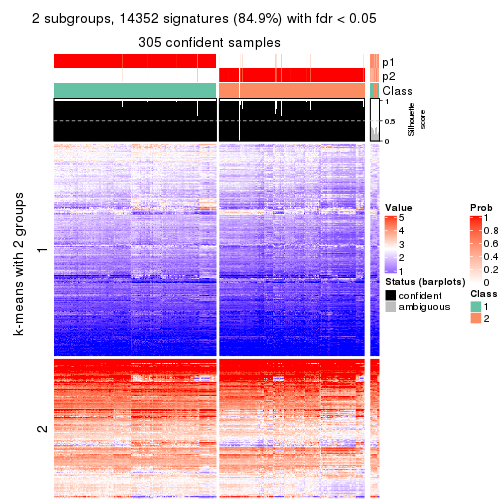 2 subgroups, 14352 signatures (84.9%) with fdr < 0.05
305 confident samples
p1
p2
Class
1
0.5
0
Silhouette
score
k-means with 2 groups
1
2
Value
5
4
3
2
1
Status (barplots)
confident
ambiguous
Prob
1
0.8
0.6
0.4
0.2
0
Class
1
2